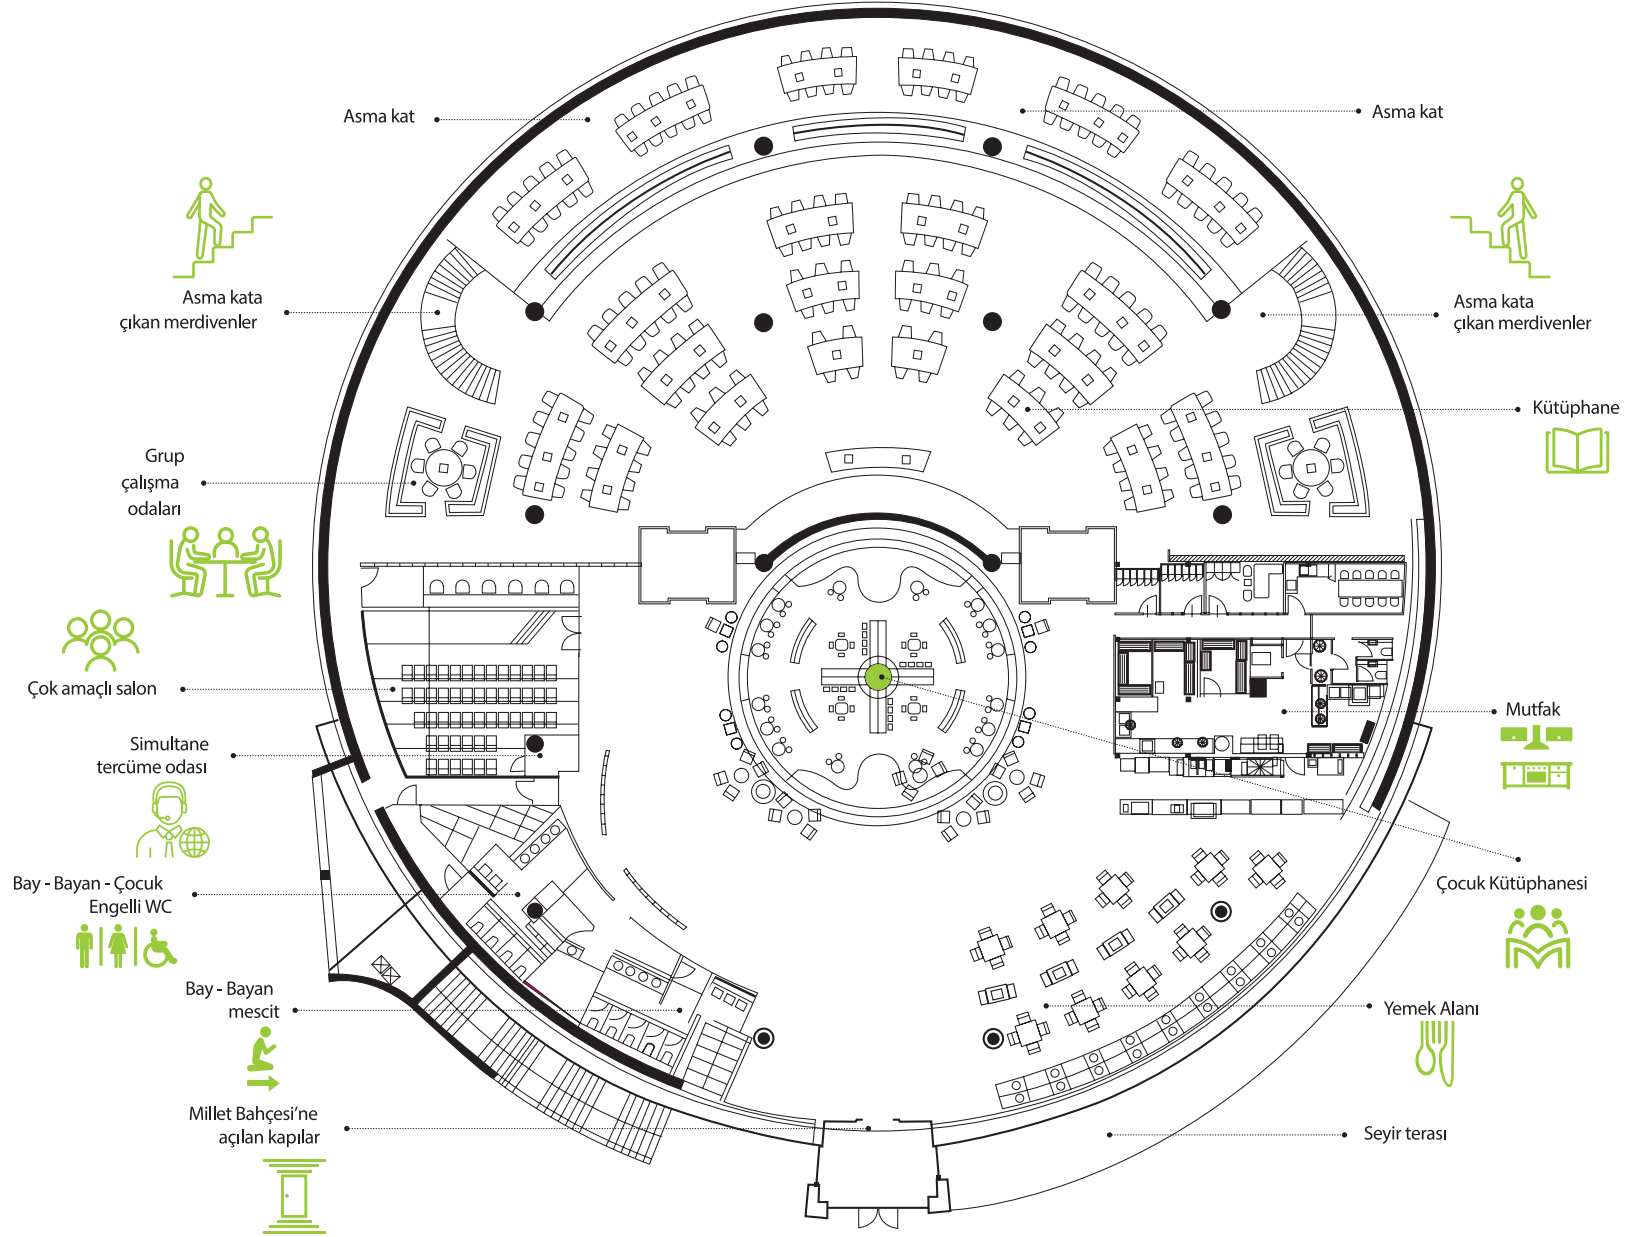 Asma kat
Asma kat
Asma kata
çıkan merdivenler
Asma kata
çıkan merdivenler
Kütüphane
Grup
çalışma
odaları
Çok amaçlı salon
Mutfak
Simultane
tercüme odası
Bay - Bayan - Çocuk
Engelli WC
Çocuk Kütüphanesi
Bay - Bayan
mescit
Yemek Alanı
Millet Bahçesi’ne
açılan kapılar
Seyir terası